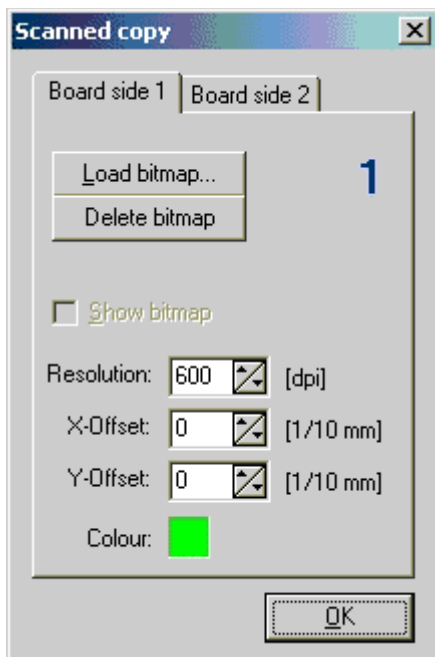 Scanned copy
Board side 1 Board side 2
Load bitmap...
1
Delete bitmap
Show bitmap
Resolution: 600 [dpi]
X-Offset: 0 [1/10 mm]
Y-Offset: 0 [1/10 mm]
Colour:
OK